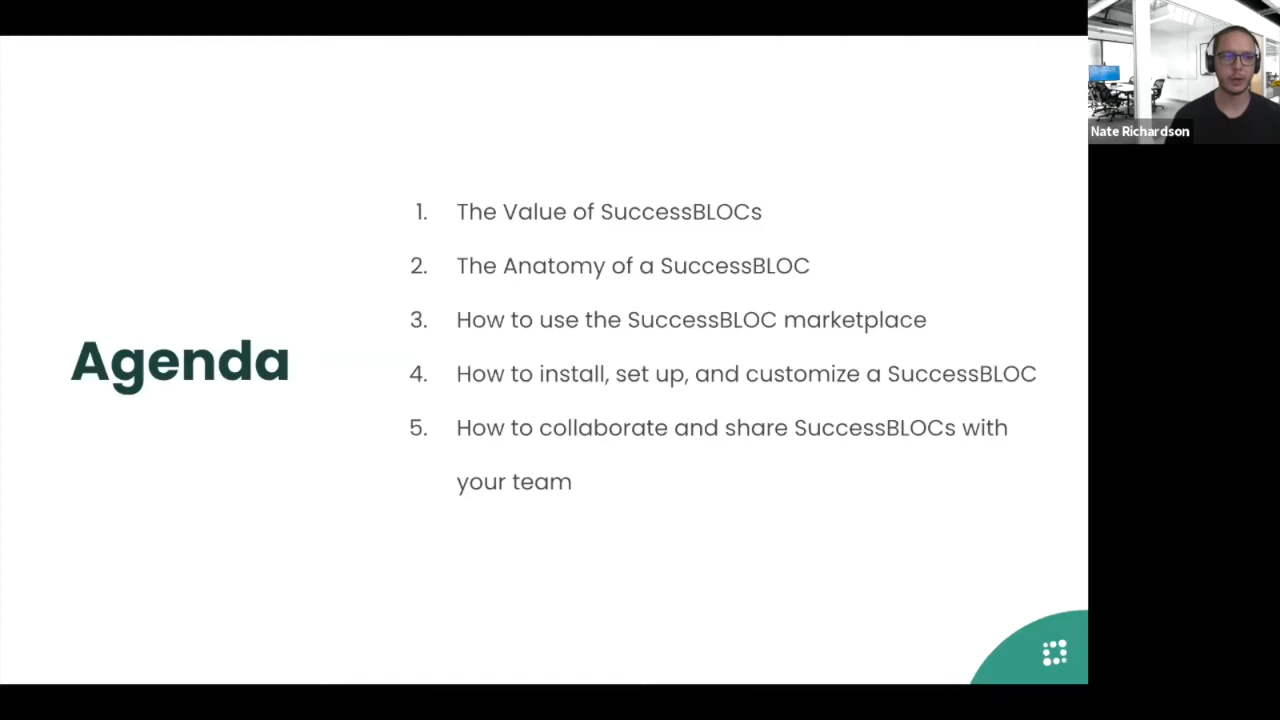 Nate Richardson
1. The Value of SuccessBLOCs
2. The Anatomy of a SuccessBLOC
3. How to use the SuccessBLOC marketplace
Agenda
4. How to install, set up, and customize a SuccessBLOC
5. How to collaborate and share SuccessBLOCs with
your team